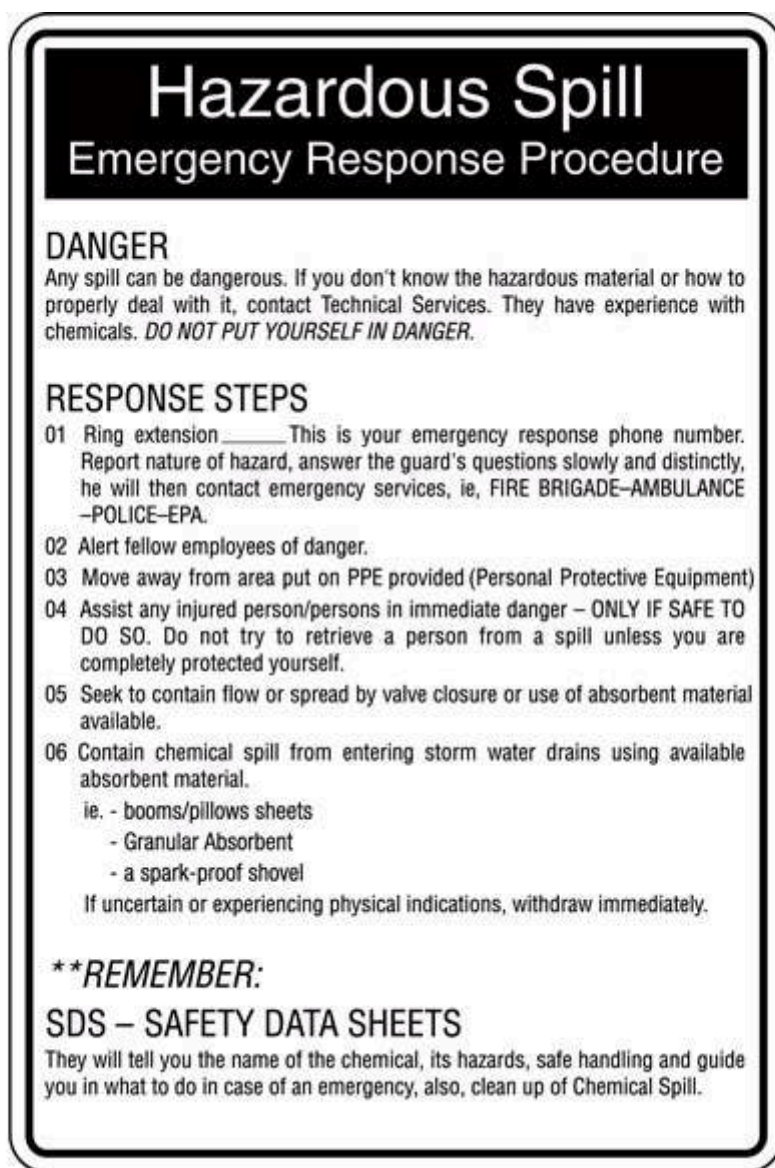 Hazardous Spill
Emergency Response Procedure
DANGER
Any spill can be dangerous. If you don't know the hazardous material or how to
properly deal with it, contact Technical Services. They have experience with
chemicals. DO NOT PUT YOURSELF IN DANGER.
RESPONSE STEPS
01 Ring extension _____ This is your emergency response phone number.
Report nature of hazard, answer the guard's questions slowly and distinctly,
he will then contact emergency services, ie, FIRE BRIGADE–AMBULANCE
–POLICE–EPA.
02 Alert fellow employees of danger.
03 Move away from area put on PPE provided (Personal Protective Equipment)
04 Assist any injured person/persons in immediate danger – ONLY IF SAFE TO
DO SO. Do not try to retrieve a person from a spill unless you are
completely protected yourself.
05 Seek to contain flow or spread by valve closure or use of absorbent material
available.
06 Contain chemical spill from entering storm water drains using available
absorbent material.
ie. - booms/pillows sheets
- Granular Absorbent
- a spark-proof shovel
If uncertain or experiencing physical indications, withdraw immediately.
**REMEMBER:
SDS – SAFETY DATA SHEETS
They will tell you the name of the chemical, its hazards, safe handling and guide
you in what to do in case of an emergency, also, clean up of Chemical Spill.